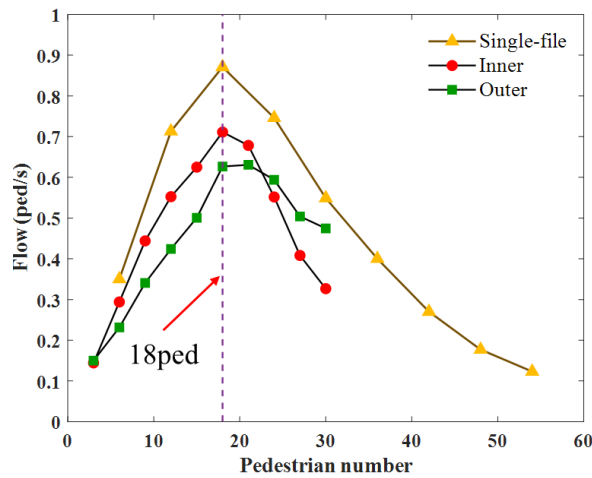 1
0.9
0.8
0.7
0.6
0.5
0.4
0.3
0.2
0.1
0
Flow (ped/s)
Single-file
Inner
Outer
18ped
0 10 20 30 40 50 60
Pedestrian number